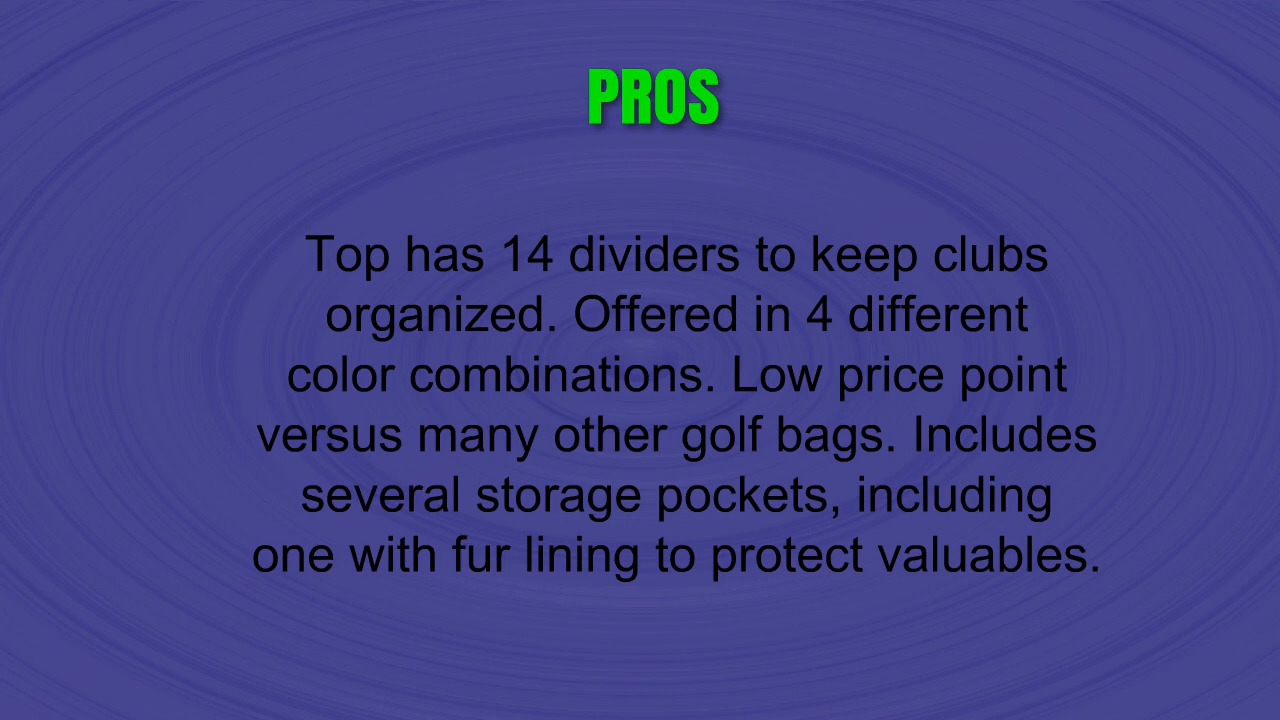 PROS
Top has 14 dividers to keep clubs
organized. Offered in 4 different
color combinations. Low price point
versus many other golf bags. Includes
several storage pockets, including
one with fur lining to protect valuables.